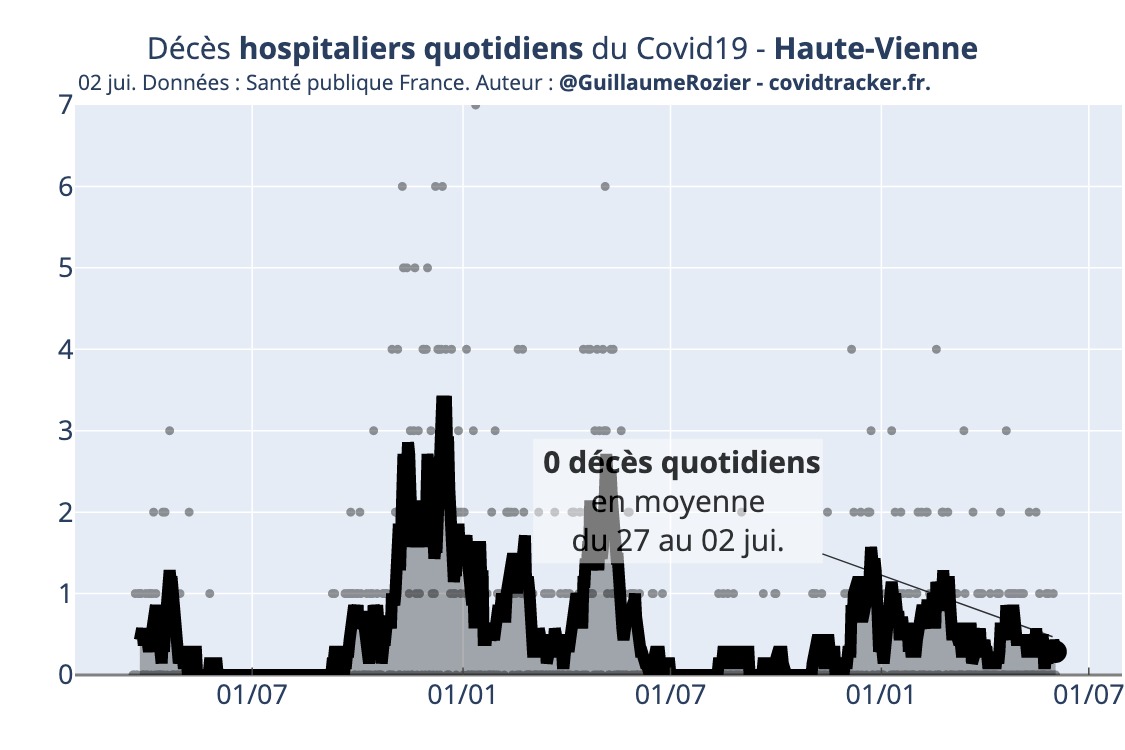 Décès hospitaliers quotidiens du Covid19 - Haute-Vienne
02 jui. Données : Santé publique France. Auteur : @GuillaumeRozier - covidtracker.fr.
7
6
5
4
3
2
1
0
0 décès quotidiens
en moyenne
du 27 au 02 jui.
01/07 01/01 01/07 01/01 01/07